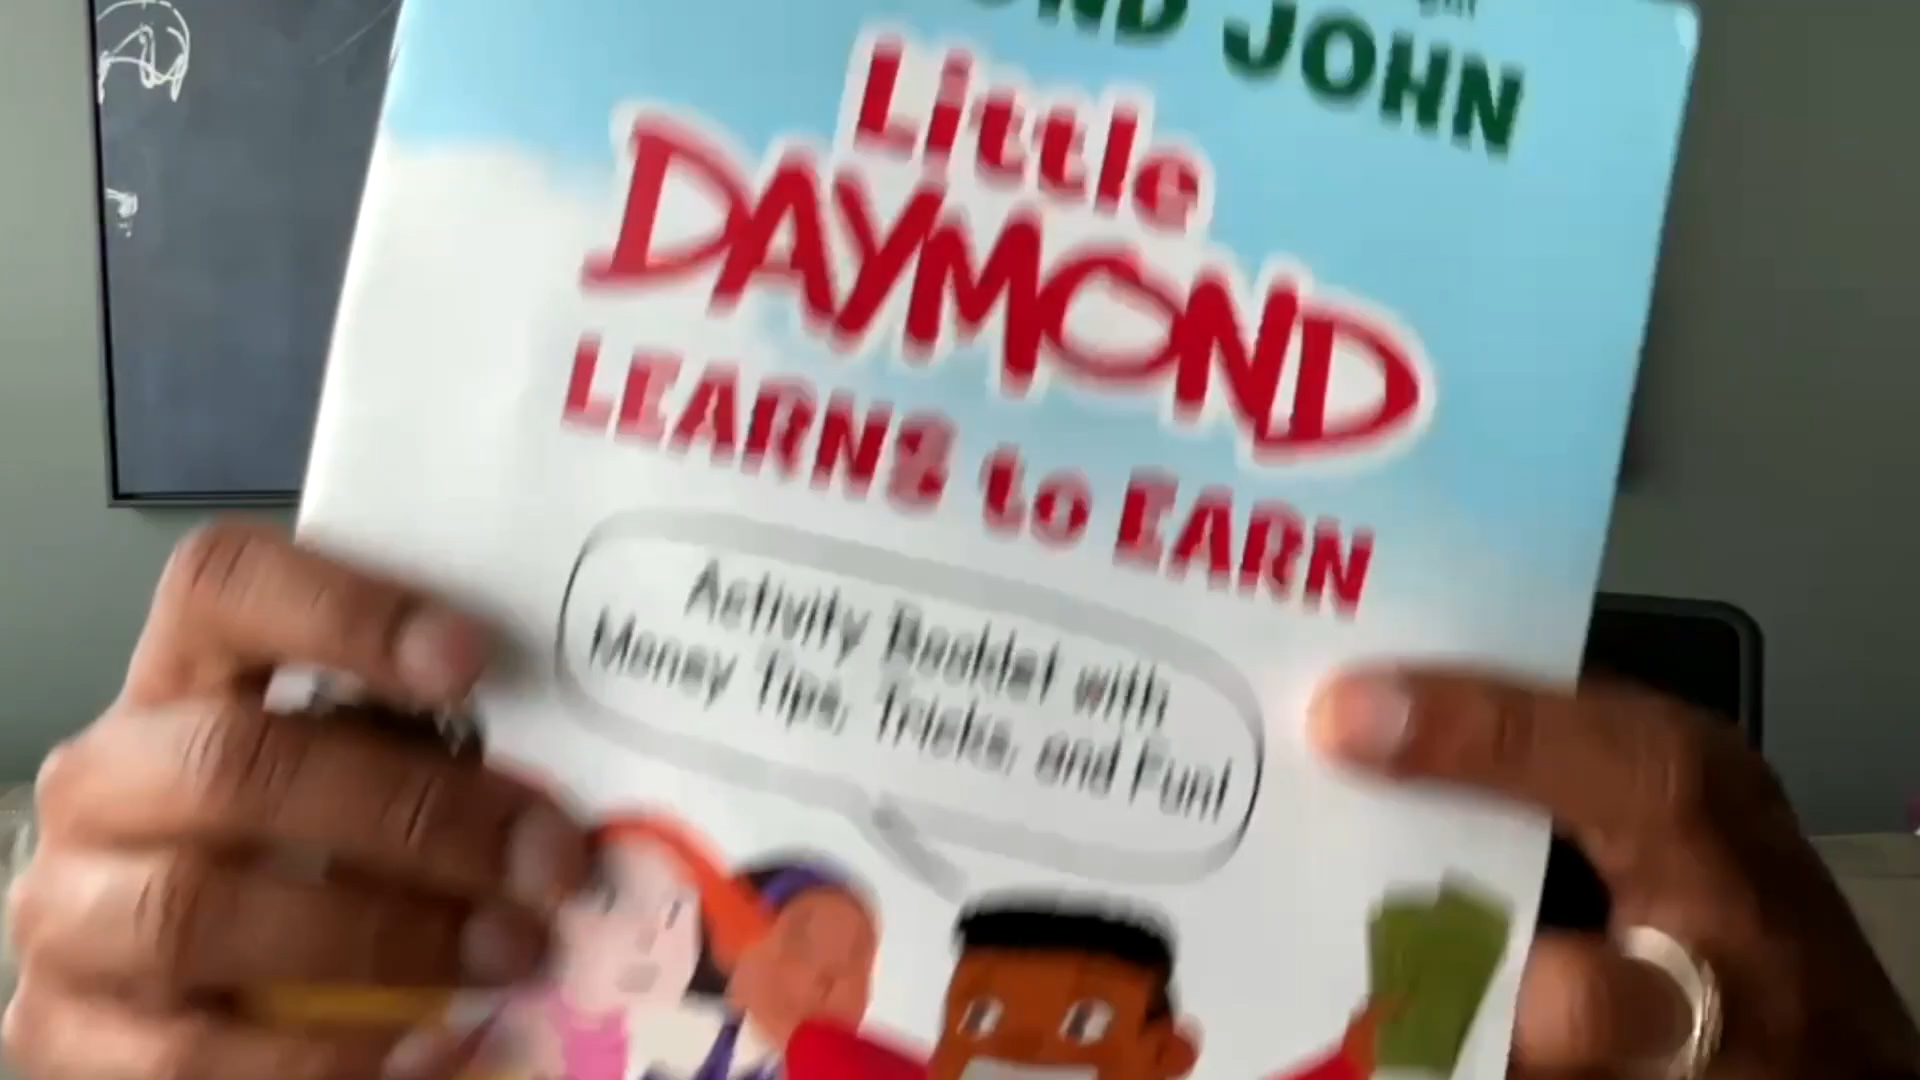 JOHN
Little
DAYMOND
LEARNS to EARN
Activity Booklet with
Money Tips, Tricks, and Fun!